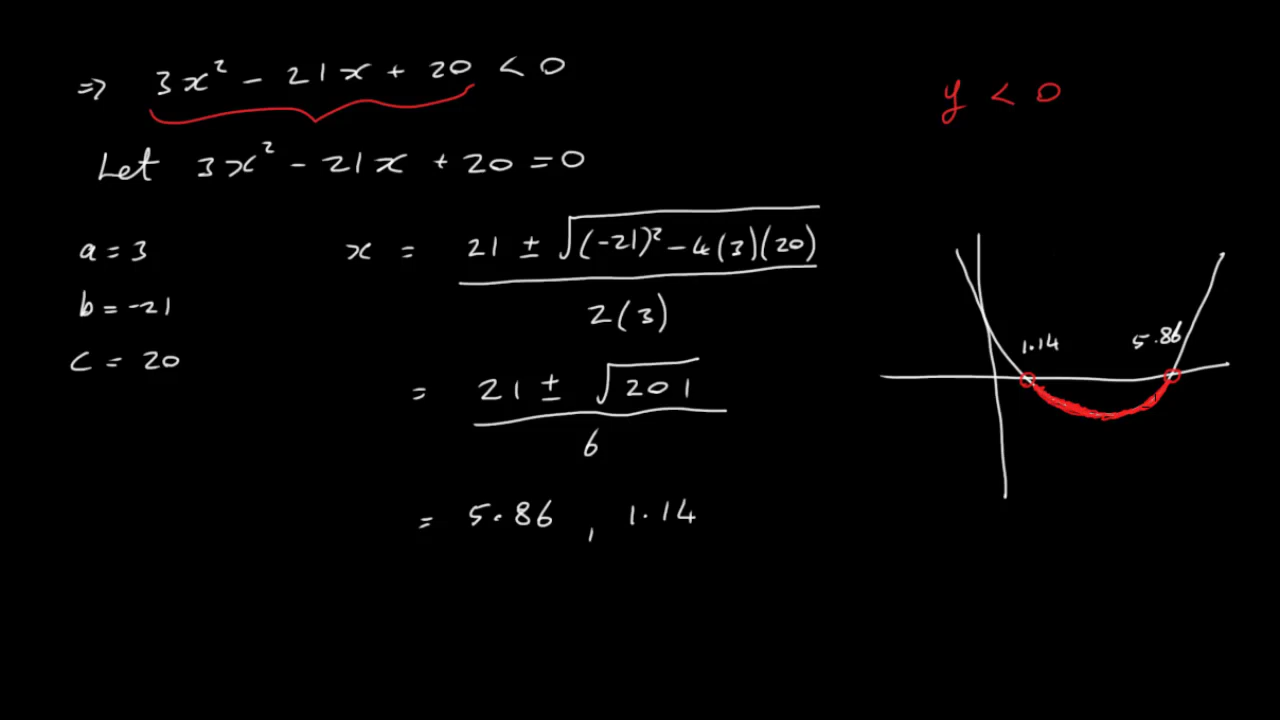 ⇒ 3x² - 21x + 20 < 0
y < 0
Let 3x² - 21x + 20 = 0
a = 3
x = 21 ± √(-21)² - 4(3)(20)
2(3)
b = -21
c = 20
= 21 ± √201
6
= 5.86 , 1.14
1.14
5.86